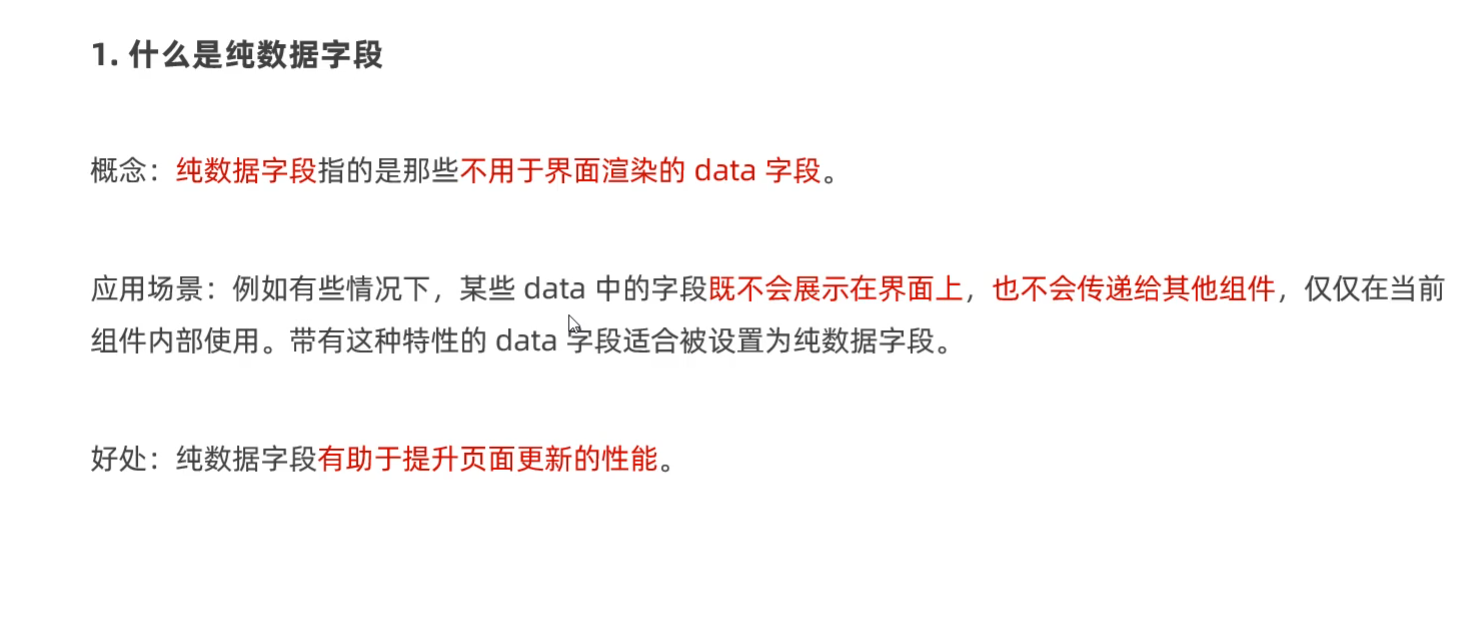 1. 什么是纯数据字段
概念：纯数据字段指的是那些不用于界面渲染的 data 字段。
应用场景：例如有些情况下，某些 data 中的字段既不会展示在界面上，也不会传递给其他组件，仅仅在当前
组件内部使用。带有这种特性的 data 字段适合被设置为纯数据字段。
好处：纯数据字段有助于提升页面更新的性能。